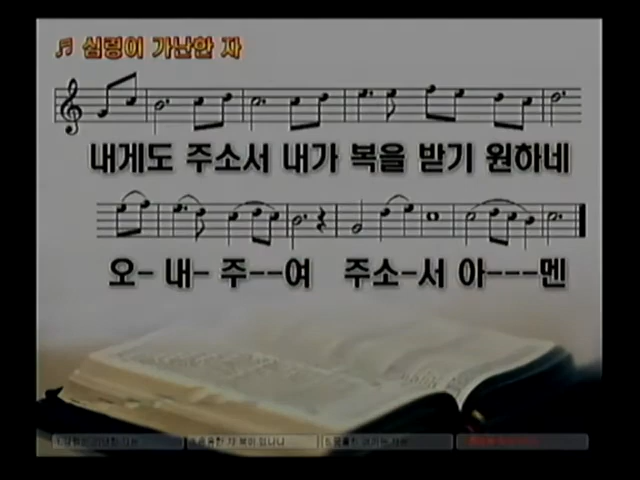 ♬ 심령이 가난한 자
내게도 주소서 내가 복을 받기 원하네
오- 내- 주--여 주소-서 아---멘